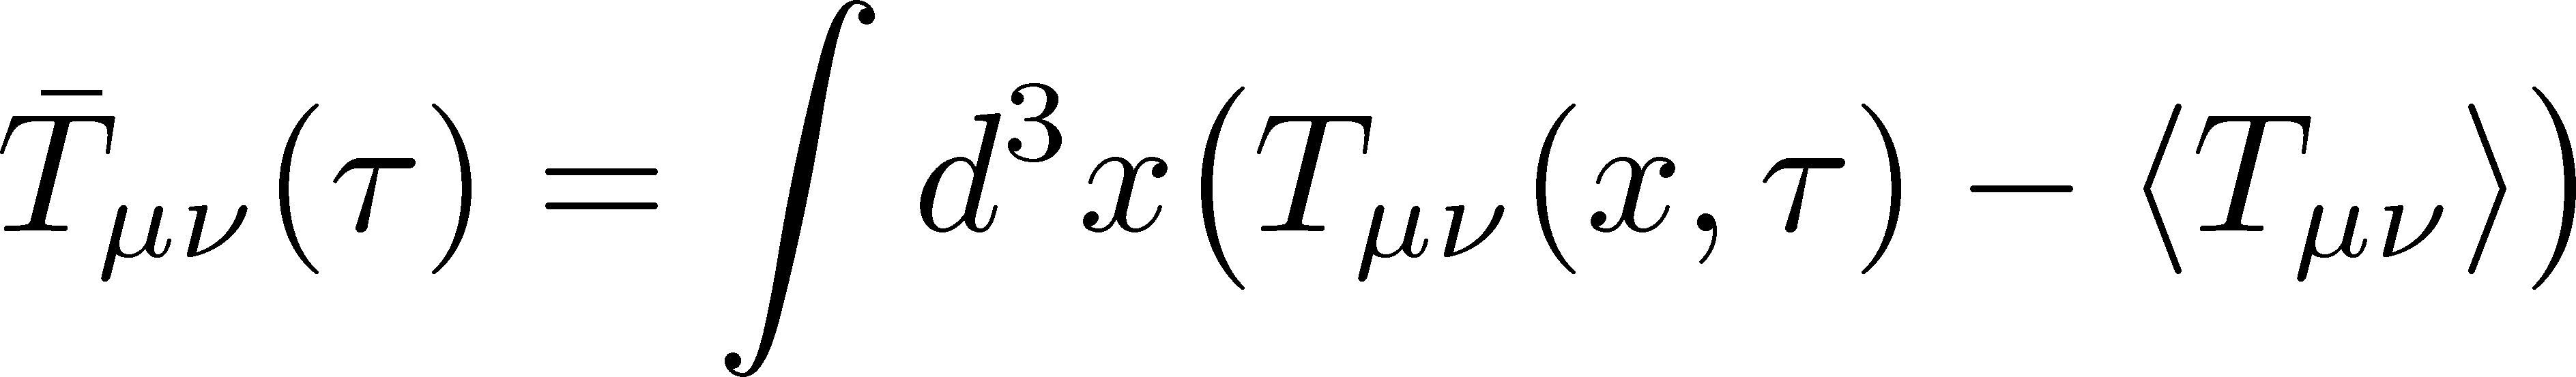 \bar{T}_{\mu\nu}(\tau) = \int d^3x \big( T_{\mu\nu}(x, \tau) - \langle T_{\mu\nu} \rangle \big)